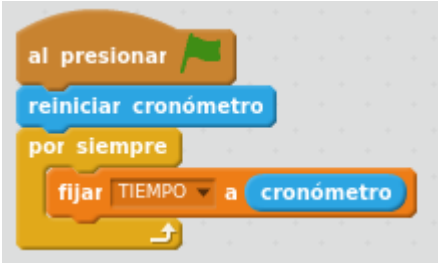 al presionar
reiniciar cronómetro
por siempre
fijar TIEMPO a cronómetro